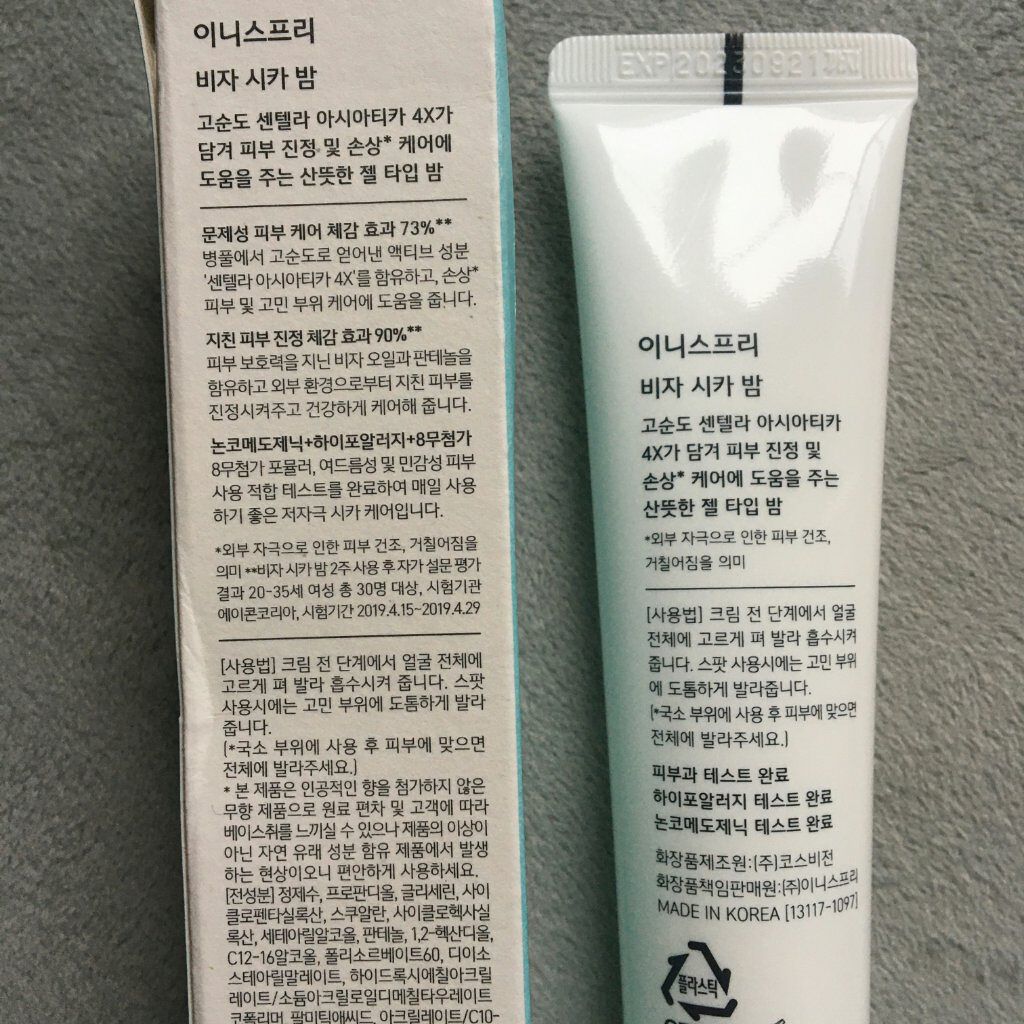 이니스프리
비자 시카 밤
고순도 센텔라 아시아티카 4X가
담겨 피부 진정 및 손상* 케어에
도움을 주는 산뜻한 젤 타입 밤
문제성 피부 케어 체감 효과 73%**
병풀에서 고순도로 얻어낸 액티브 성분
'센텔라 아시아티카 4X'를 함유하고, 손상*
피부 및 고민 부위 케어에 도움을 줍니다.
지친 피부 진정 체감 효과 90%**
피부 보호력을 지닌 비자 오일과 판테놀을
함유하고 외부 환경으로부터 지친 피부를
진정시켜주고 건강하게 케어해 줍니다.
논코메도제닉+하이포알러지+8무첨가
8무첨가 포뮬러, 여드름성 및 민감성 피부
사용 적합 테스트를 완료하여 매일 사용
하기 좋은 저자극 시카 케어입니다.
*외부 자극으로 인한 피부 건조, 거칠어짐을
의미 **비자 시카 밤 2주 사용 후 자가 설문 평가
결과 20-35세 여성 총 30명 대상, 시험기관
에이콘코리아, 시험기간 2019.4.15~2019.4.29
[사용법] 크림 전 단계에서 얼굴 전체에
고르게 펴 발라 흡수시켜 줍니다. 스팟
사용시에는 고민 부위에 도톰하게 발라
줍니다.
(*국소 부위에 사용 후 피부에 맞으면
전체에 발라주세요.)
* 본 제품은 인공적인 향을 첨가하지 않은
무향 제품으로 원료 편차 및 고객에 따라
베이스취를 느끼실 수 있으나 제품의 이상이
아닌 자연 유래 성분 함유 제품에서 발생
하는 현상이오니 편안하게 사용하세요.
[전성분] 정제수, 프로판디올, 글리세린, 사이
클로펜타실록산, 스쿠알란, 사이클로헥사실
록산, 세테아릴알코올, 판테놀, 1,2-헥산디올,
C12-16알코올, 폴리소르베이트60, 디이소
스테아릴말레이트, 하이드록시에칠아크릴
레이트/소듐아크릴로일디메칠타우레이트
코폴리머, 팔미틱애씨드, 아크릴레이트/C10-
이니스프리
비자 시카 밤
고순도 센텔라 아시아티카
4X가 담겨 피부 진정 및
손상* 케어에 도움을 주는
산뜻한 젤 타입 밤
*외부 자극으로 인한 피부 건조,
거칠어짐을 의미
[사용법] 크림 전 단계에서 얼굴
전체에 고르게 펴 발라 흡수시켜
줍니다. 스팟 사용시에는 고민 부위
에 도톰하게 발라줍니다.
(*국소 부위에 사용 후 피부에 맞으면
전체에 발라주세요.)
피부과 테스트 완료
하이포알러지 테스트 완료
논코메도제닉 테스트 완료
화장품제조원:(주)코스비전
화장품책임판매원:(주)이니스프리
MADE IN KOREA [13117-1097]
플라스틱